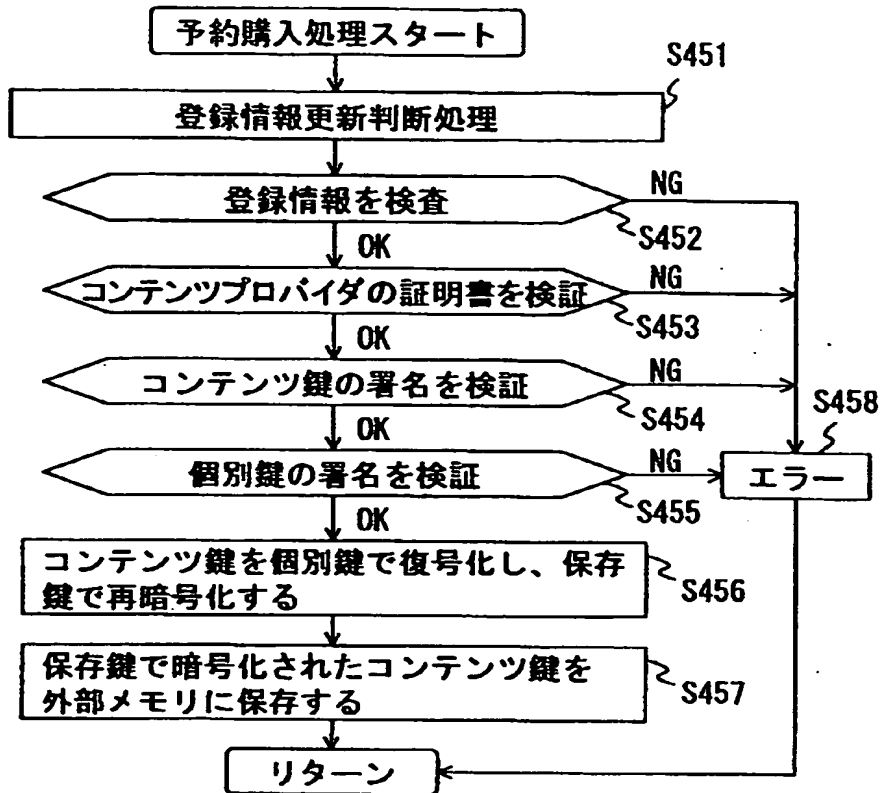 予約購入処理スタート
S451
登録情報更新判断処理
登録情報を検査
NG
S452
OK
コンテンツプロバイダの証明書を検証
NG
S453
OK
コンテンツ鍵の署名を検証
NG
S454
S458
OK
個別鍵の署名を検証
NG
エラー
S455
OK
コンテンツ鍵を個別鍵で復号化し、保存
鍵で再暗号化する
S456
保存鍵で暗号化されたコンテンツ鍵を
外部メモリに保存する
S457
リターン